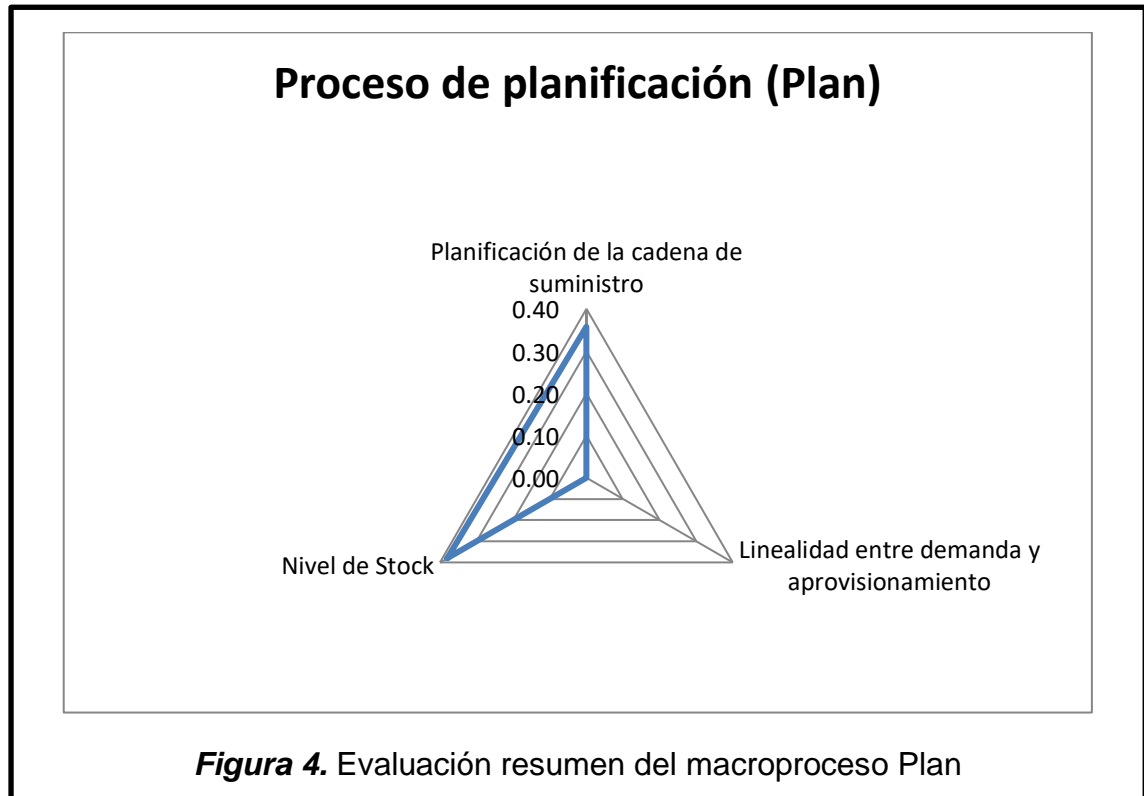 Proceso de planificación (Plan)
Planificación de la cadena de
suministro
0.40
0.30
0.20
0.10
0.00
Linealidad entre demanda y
aprovisionamiento
Nivel de Stock
Figura 4. Evaluación resumen del macroproceso Plan